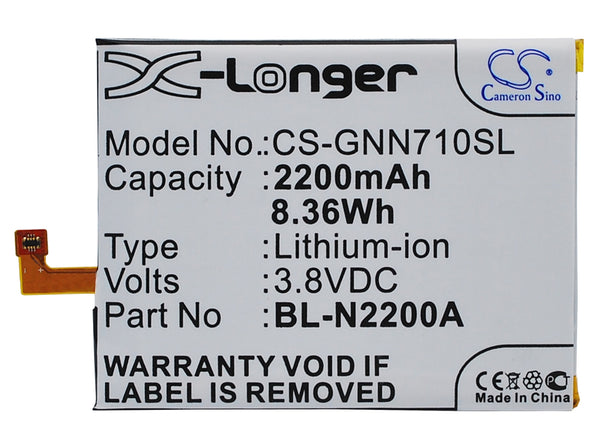 X-Longer
CS
Cameron Sino
Model No.: CS-GNN710SL
Capacity : 2200mAh
8.36Wh
Type : Lithium-ion
Volts : 3.8VDC
Part No : BL-N2200A
WARRANTY VOID IF
LABEL REMOVED
CE
Made In China